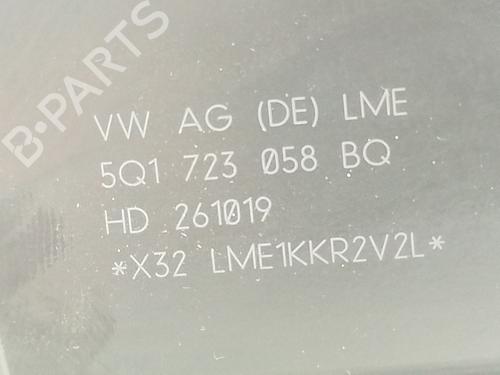 B-PARTS
VW AG (DE) LME
5Q1 723 058 BQ
HD 261019
*X32 LME1KKR2V2L*